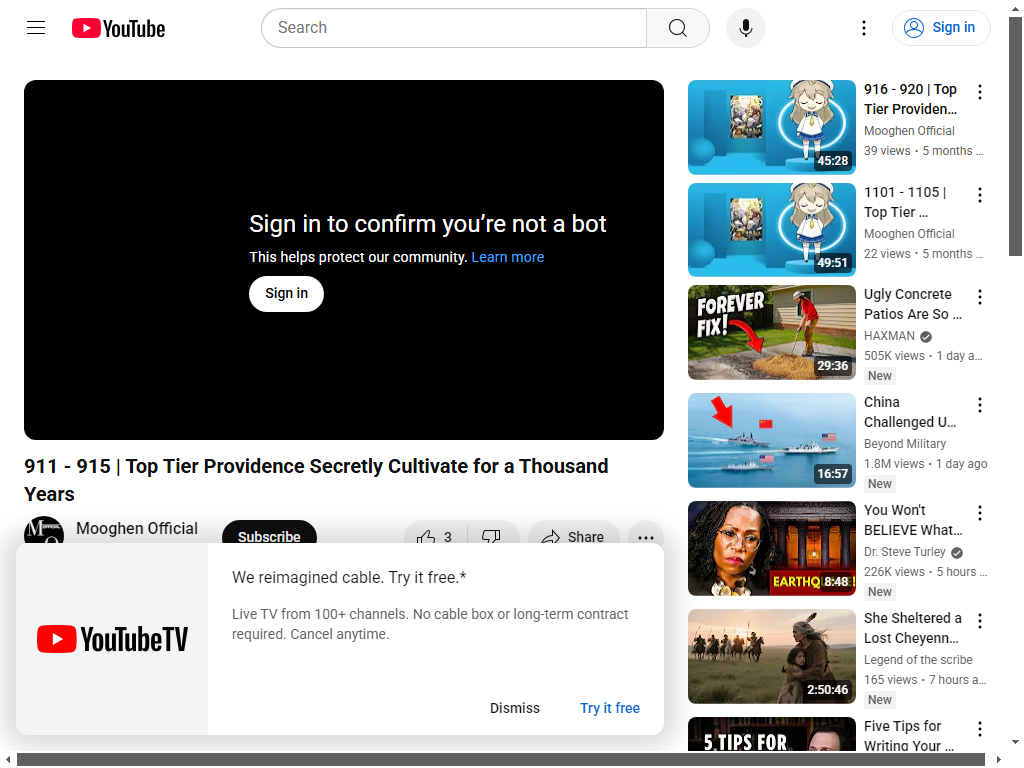 YouTube
Search
Sign in
Sign in to confirm you're not a bot
This helps protect our community. Learn more
Sign in
911 - 915 | Top Tier Providence Secretly Cultivate for a Thousand
Years
Mooghen Official
Subscribe
3
Share
We reimagined cable. Try it free.*
Live TV from 100+ channels. No cable box or long-term contract
required. Cancel anytime.
YouTubeTV
Dismiss
Try it free
45:28
916 - 920 | Top
Tier Providen...
Mooghen Official
39 views • 5 months ...
49:51
1101 - 1105 |
Top Tier ...
Mooghen Official
22 views • 5 months ...
FOREVER
FIX!
29:36
Ugly Concrete
Patios Are So ...
HAXMAN
505K views • 1 day a...
New
16:57
China
Challenged U...
Beyond Military
1.8M views • 1 day ago
New
8:48
You Won't
BELIEVE What...
Dr. Steve Turley
226K views • 5 hours ...
New
2:50:46
She Sheltered a
Lost Cheyenn...
Legend of the scribe
165 views • 7 hours a...
New
5 TIPS FOR
Five Tips for
Writing Your ...